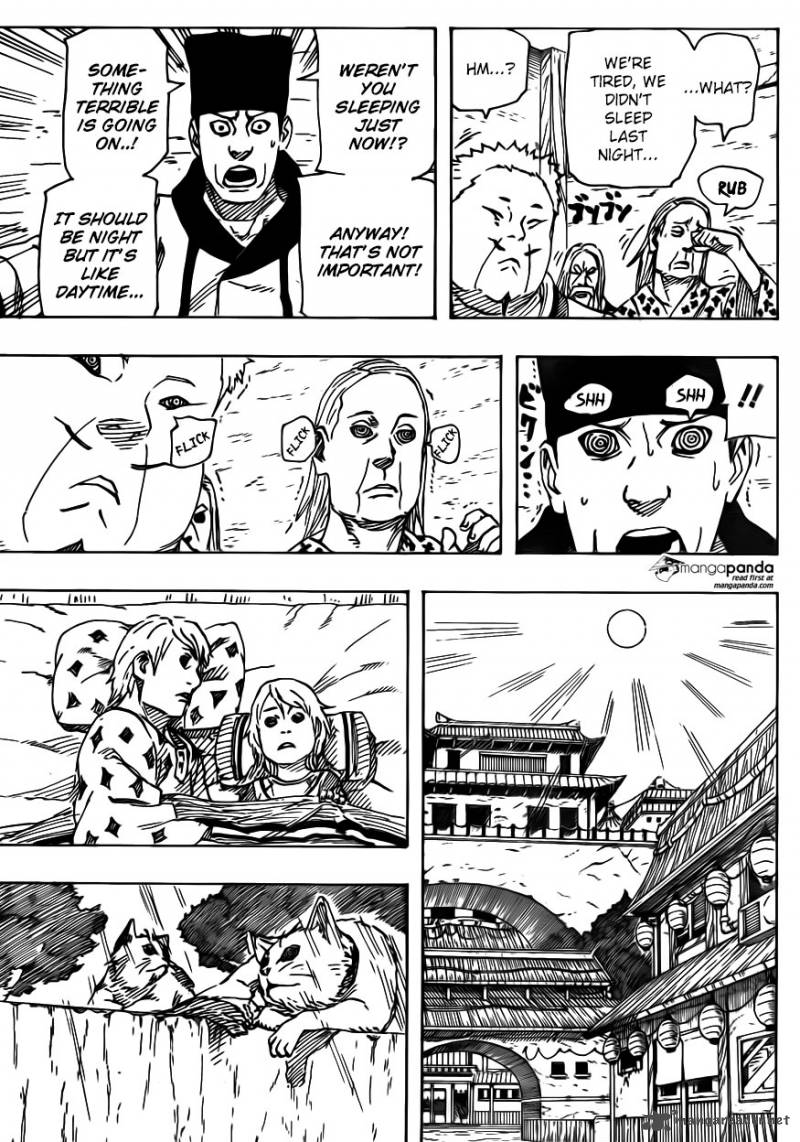 ...WHAT?
WE'RE
TIRED, WE
DIDN'T
SLEEP
LAST
NIGHT...
HM...?
RUB
WEREN'T
YOU
SLEEPING
JUST
NOW!?
ANYWAY!
THAT'S NOT
IMPORTANT!
SOME-
THING
TERRIBLE
IS GOING
ON..!
IT SHOULD
BE NIGHT
BUT IT'S
LIKE
DAYTIME...
!!
SHH
SHH
FLICK
FLICK
FLICK
mangapanda
read first at
mangapanda.com
mangareader.net